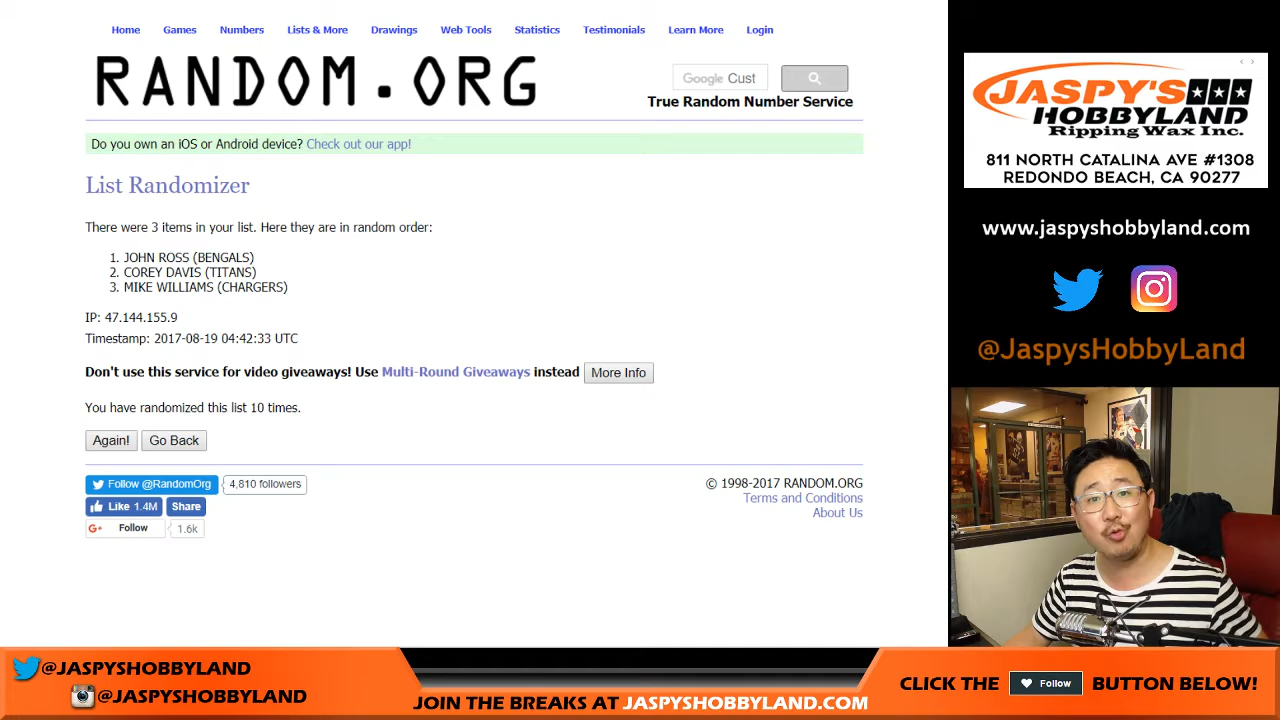 Home Games Numbers Lists & More Drawings Web Tools Statistics Testimonials Learn More Login
RANDOM.ORG
Google Cust
True Random Number Service
Do you own an iOS or Android device? Check out our app!
List Randomizer
There were 3 items in your list. Here they are in random order:
1. JOHN ROSS (BENGALS)
2. COREY DAVIS (TITANS)
3. MIKE WILLIAMS (CHARGERS)
IP: 47.144.155.9
Timestamp: 2017-08-19 04:42:33 UTC
Don't use this service for video giveaways! Use Multi-Round Giveaways instead More Info
You have randomized this list 10 times.
Again! Go Back
Follow @RandomOrg 4,810 followers
Like 1.4M Share
G+ Follow 1.6k
© 1998-2017 RANDOM.ORG
Terms and Conditions
About Us
JASPY'S
HOBBYLAND
Ripping Wax Inc.
811 NORTH CATALINA AVE #1308
REDONDO BEACH, CA 90277
www.jaspyshobbyland.com
@JaspysHobbyLand
@JASPYSHOBBYLAND
@JASPYSHOBBYLAND
JOIN THE BREAKS AT JASPYSHOBBYLAND.COM
CLICK THE Follow BUTTON BELOW!